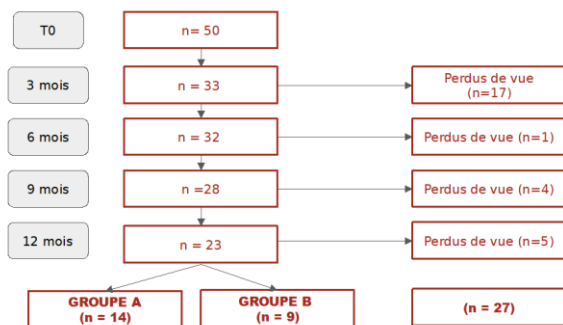 T0
n= 50
3 mois
n = 33
Perdus de vue
(n=17)
6 mois
n = 32
Perdus de vue (n=1)
9 mois
n =28
Perdus de vue (n=4)
12 mois
n = 23
Perdus de vue (n=5)
GROUPE A
(n = 14)
GROUPE B
(n = 9)
(n = 27)